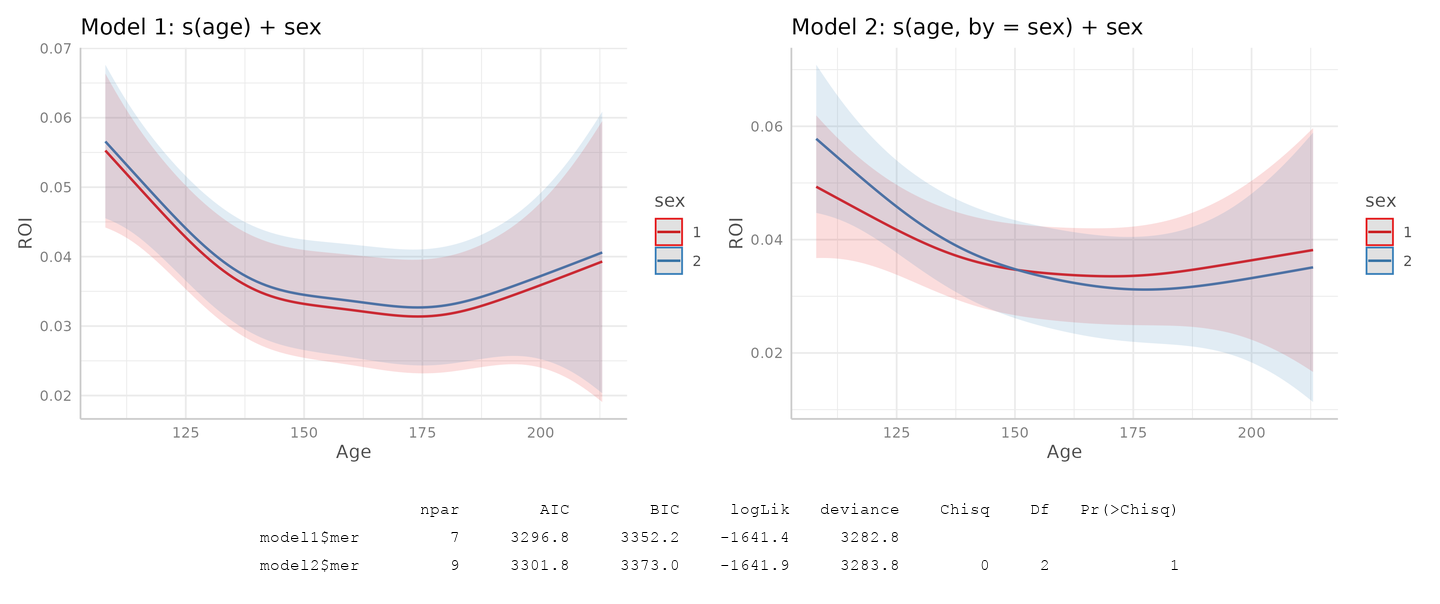 Model 1: s(age) + sex
0.07
0.06
0.05
0.04
0.03
0.02
ROI
125 150 175 200
Age
sex
1
2
Model 2: s(age, by = sex) + sex
0.06
0.04
0.02
ROI
125 150 175 200
Age
sex
1
2
npar AIC BIC logLik deviance Chisq Df Pr(>Chisq)
model1$mer 7 3296.8 3352.2 -1641.4 3282.8
model2$mer 9 3301.8 3373.0 -1641.9 3283.8 0 2 1